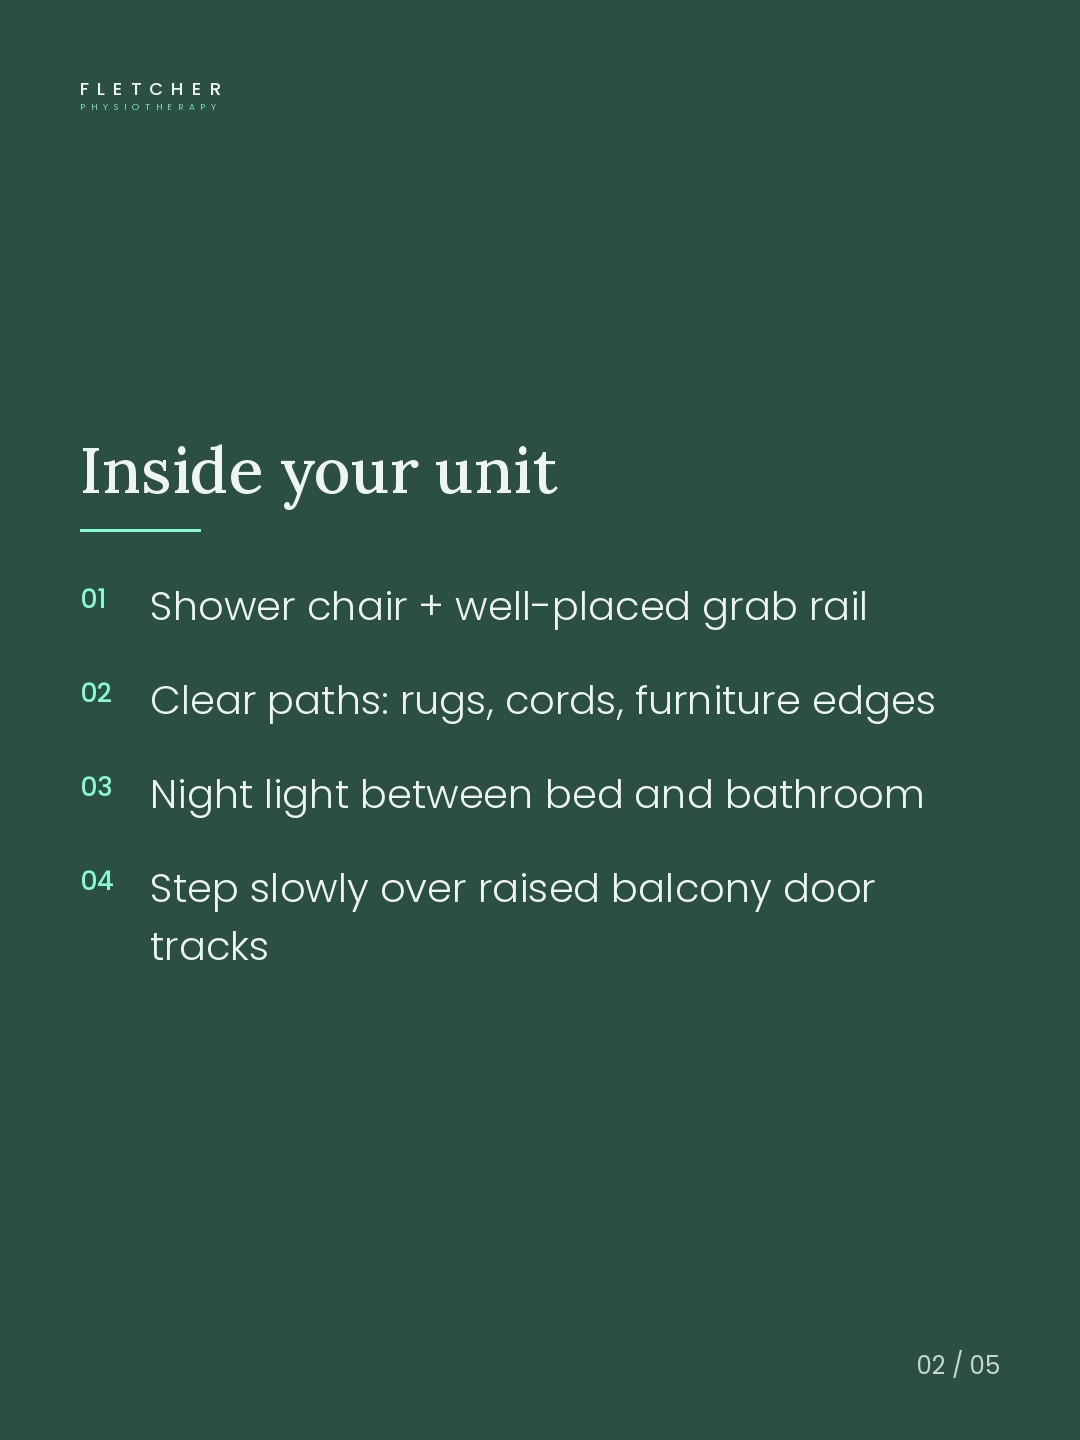 FLETCHER
PHYSIOTHERAPY
Inside your unit
01 Shower chair + well-placed grab rail
02 Clear paths: rugs, cords, furniture edges
03 Night light between bed and bathroom
04 Step slowly over raised balcony door
tracks
02 / 05